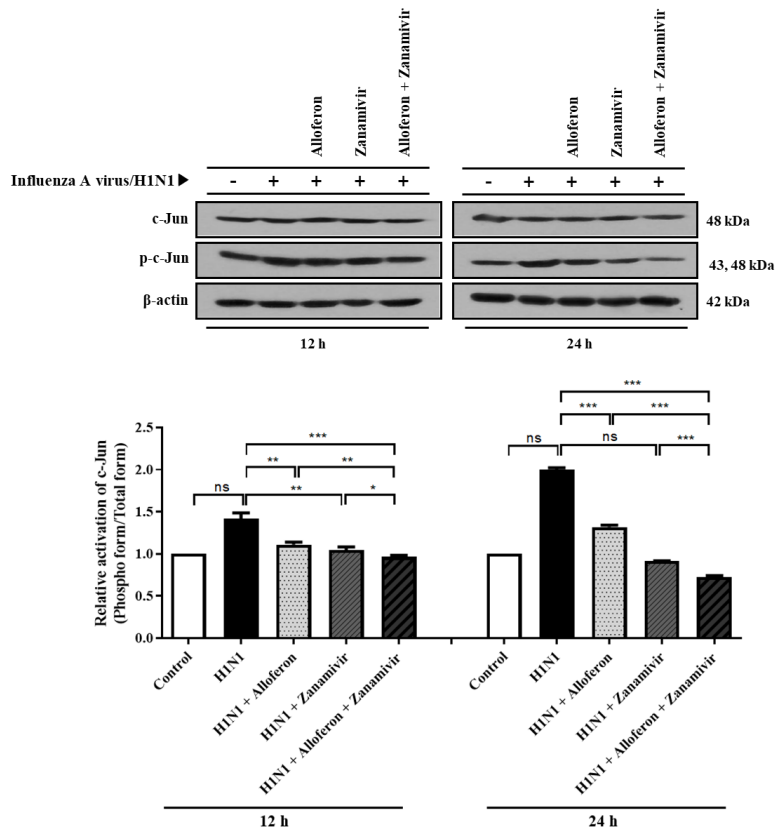 Alloferon
Zanamivir
Alloferon + Zanamivir
Alloferon
Zanamivir
Alloferon + Zanamivir
Influenza A virus/H1N1 ▶ - + + + + - + + + +
c-Jun 48 kDa
p-c-Jun 43, 48 kDa
β-actin 42 kDa
12 h 24 h
Relative activation of c-Jun
(Phospho form/Total form)
2.5
2.0
1.5
1.0
0.5
0.0
***
** **
ns ** *
***
*** ***
ns ns ***
Control
H1N1
H1N1 + Alloferon
H1N1 + Zanamivir
H1N1 + Alloferon + Zanamivir
Control
H1N1
H1N1 + Alloferon
H1N1 + Zanamivir
H1N1 + Alloferon + Zanamivir
12 h 24 h